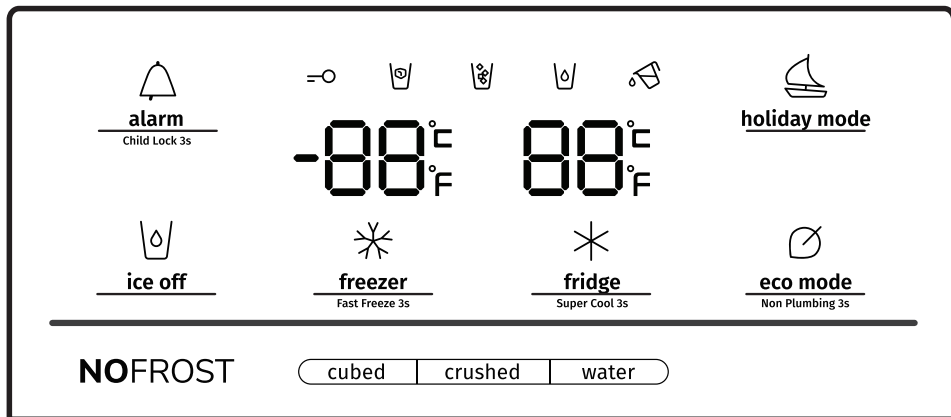 alarm
Child Lock 3s
-88°C
°F
88°C
°F
holiday mode
ice off
freezer
Fast Freeze 3s
fridge
Super Cool 3s
eco mode
Non Plumbing 3s
NOFROST
cubed
crushed
water